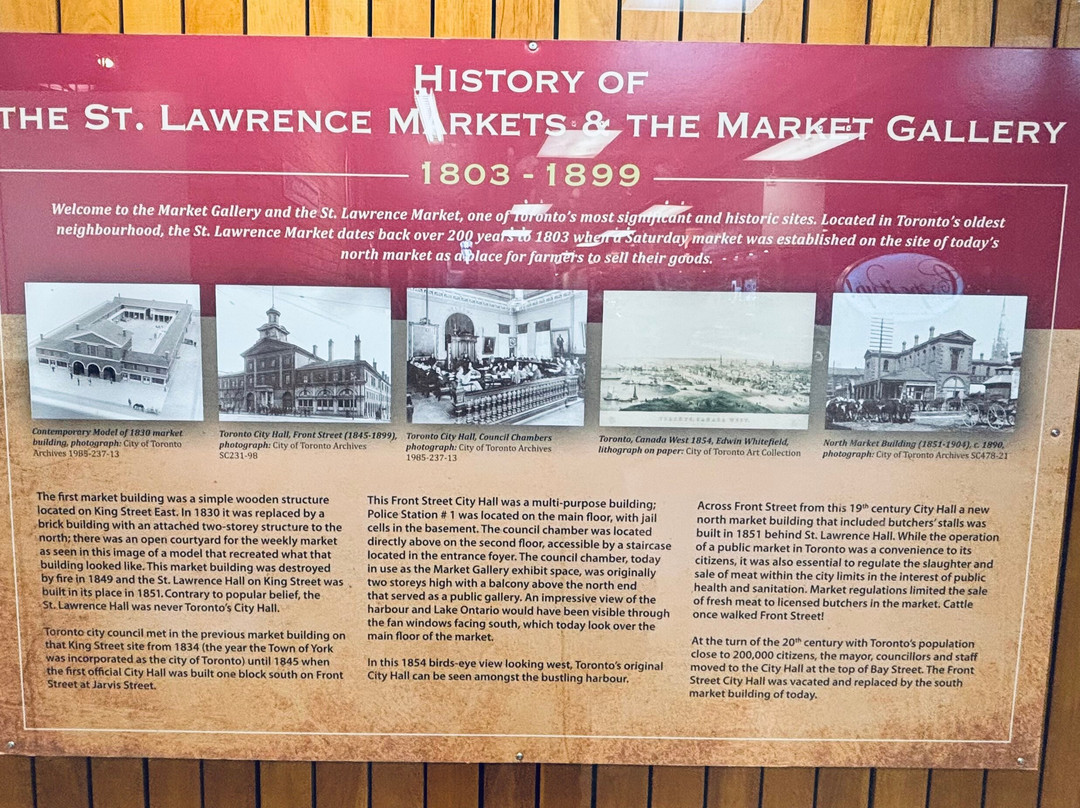 HISTORY OF
THE ST. LAWRENCE MARKETS & THE MARKET GALLERY
1803 - 1899
Welcome to the Market Gallery and the St. Lawrence Market, one of Toronto's most significant and historic sites. Located in Toronto's oldest
neighbourhood, the St. Lawrence Market dates back over 200 years to 1803 when a Saturday market was established on the site of today's
north market as a place for farmers to sell their goods.
Contemporary Model of 1830 market
building, photograph: City of Toronto
Archives 1985-237-13
Toronto City Hall, Front Street (1845-1899),
photograph: City of Toronto Archives
SC231-98
Toronto City Hall, Council Chambers
photograph: City of Toronto Archives
1985-237-13
TORONTO, CANADA WEST
Toronto, Canada West 1854, Edwin Whitefield,
lithograph on paper: City of Toronto Art Collection
North Market Building (1851-1904), c. 1890,
photograph: City of Toronto Archives SC478-21
The first market building was a simple wooden structure
located on King Street East. In 1830 it was replaced by a
brick building with an attached two-storey structure to the
north; there was an open courtyard for the weekly market
as seen in this image of a model that recreated what that
building looked like. This market building was destroyed
by fire in 1849 and the St. Lawrence Hall on King Street was
built in its place in 1851. Contrary to popular belief, the
St. Lawrence Hall was never Toronto's City Hall.
Toronto city council met in the previous market building on
that King Street site from 1834 (the year the Town of York
was incorporated as the city of Toronto) until 1845 when
the first official City Hall was built one block south on Front
Street at Jarvis Street.
This Front Street City Hall was a multi-purpose building;
Police Station # 1 was located on the main floor, with jail
cells in the basement. The council chamber was located
directly above on the second floor, accessible by a staircase
located in the entrance foyer. The council chamber, today
in use as the Market Gallery exhibit space, was originally
two storeys high with a balcony above the north end
that served as a public gallery. An impressive view of the
harbour and Lake Ontario would have been visible through
the fan windows facing south, which today look over the
main floor of the market.
In this 1854 birds-eye view looking west, Toronto's original
City Hall can be seen amongst the bustling harbour.
Across Front Street from this 19th century City Hall a new
north market building that included butchers' stalls was
built in 1851 behind St. Lawrence Hall. While the operation
of a public market in Toronto was a convenience to its
citizens, it was also essential to regulate the slaughter and
sale of meat within the city limits in the interest of public
health and sanitation. Market regulations limited the sale
of fresh meat to licensed butchers in the market. Cattle
once walked Front Street!
At the turn of the 20th century with Toronto's population
close to 200,000 citizens, the mayor, councillors and staff
moved to the City Hall at the top of Bay Street. The Front
Street City Hall was vacated and replaced by the south
market building of today.